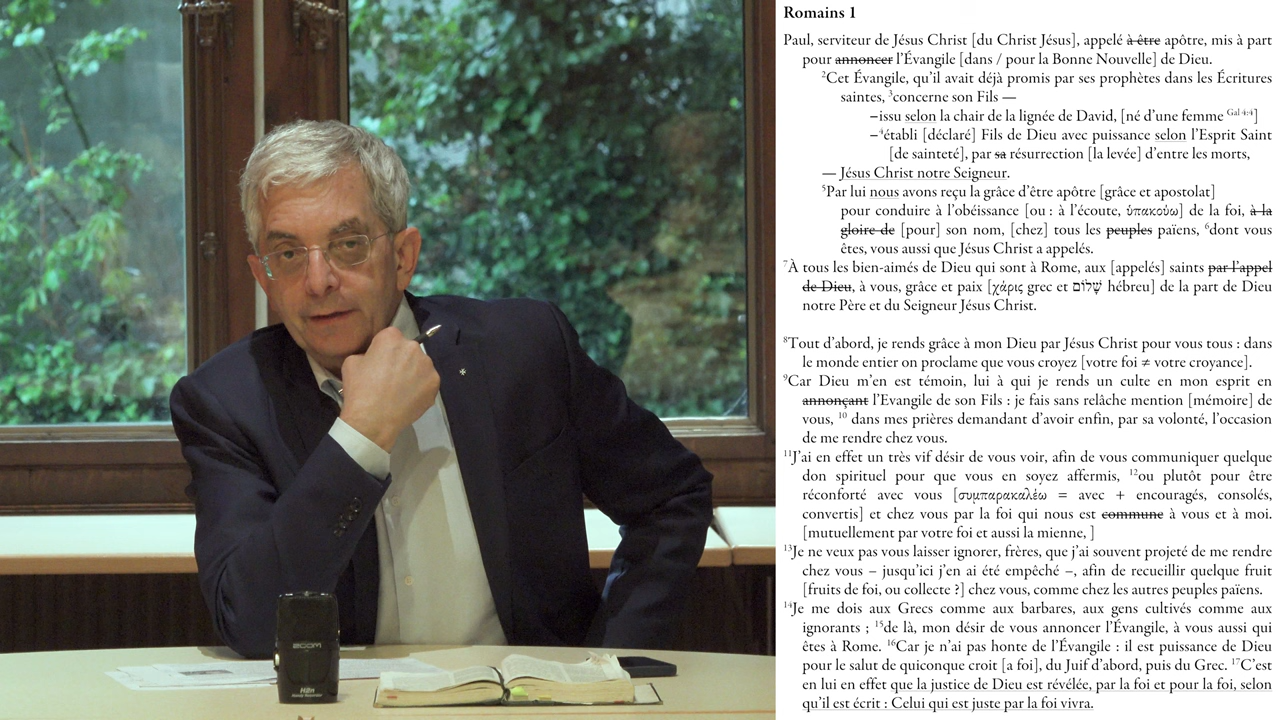 Romains 1
Paul, serviteur de Jésus Christ [du Christ Jésus], appelé à être apôtre, mis à part
pour annoncer l’Évangile [dans / pour la Bonne Nouvelle] de Dieu.
²Cet Évangile, qu’il avait déjà promis par ses prophètes dans les Écritures
saintes, ³concerne son Fils —
–issu selon la chair de la lignée de David, [né d’une femme Gal 4:4]
–⁴établi [déclaré] Fils de Dieu avec puissance selon l’Esprit Saint
[de sainteté], par sa résurrection [la levée] d’entre les morts,
— Jésus Christ notre Seigneur.
⁵Par lui nous avons reçu la grâce d’être apôtre [grâce et apostolat]
pour conduire à l’obéissance [ou : à l’écoute, ὑπακούω] de la foi, à la
gloire de [pour] son nom, [chez] tous les peuples païens, ⁶dont vous
êtes, vous aussi que Jésus Christ a appelés.
⁷À tous les bien-aimés de Dieu qui sont à Rome, aux [appelés] saints par l’appel
de Dieu, à vous, grâce et paix [χάρις grec et שָׁלוֹם hébreu] de la part de Dieu
notre Père et du Seigneur Jésus Christ.
⁸Tout d’abord, je rends grâce à mon Dieu par Jésus Christ pour vous tous : dans
le monde entier on proclame que vous croyez [votre foi ≠ votre croyance].
⁹Car Dieu m’en est témoin, lui à qui je rends un culte en mon esprit en
annonçant l’Evangile de son Fils : je fais sans relâche mention [mémoire] de
vous, ¹⁰ dans mes prières demandant d’avoir enfin, par sa volonté, l’occasion
de me rendre chez vous.
¹¹J’ai en effet un très vif désir de vous voir, afin de vous communiquer quelque
don spirituel pour que vous en soyez affermis, ¹²ou plutôt pour être
réconforté avec vous [συμπαρακαλέω = avec + encouragés, consolés,
convertis] et chez vous par la foi qui nous est commune à vous et à moi.
[mutuellement par votre foi et aussi la mienne, ]
¹³Je ne veux pas vous laisser ignorer, frères, que j’ai souvent projeté de me rendre
chez vous – jusqu’ici j’en ai été empêché –, afin de recueillir quelque fruit
[fruits de foi, ou collecte ?] chez vous, comme chez les autres peuples païens.
¹⁴Je me dois aux Grecs comme aux barbares, aux gens cultivés comme aux
ignorants ; ¹⁵de là, mon désir de vous annoncer l’Évangile, à vous aussi qui
êtes à Rome. ¹⁶Car je n’ai pas honte de l’Évangile : il est puissance de Dieu
pour le salut de quiconque croit [a foi], du Juif d’abord, puis du Grec. ¹⁷C’est
en lui en effet que la justice de Dieu est révélée, par la foi et pour la foi, selon
qu’il est écrit : Celui qui est juste par la foi vivra.
ZOOM
H2n